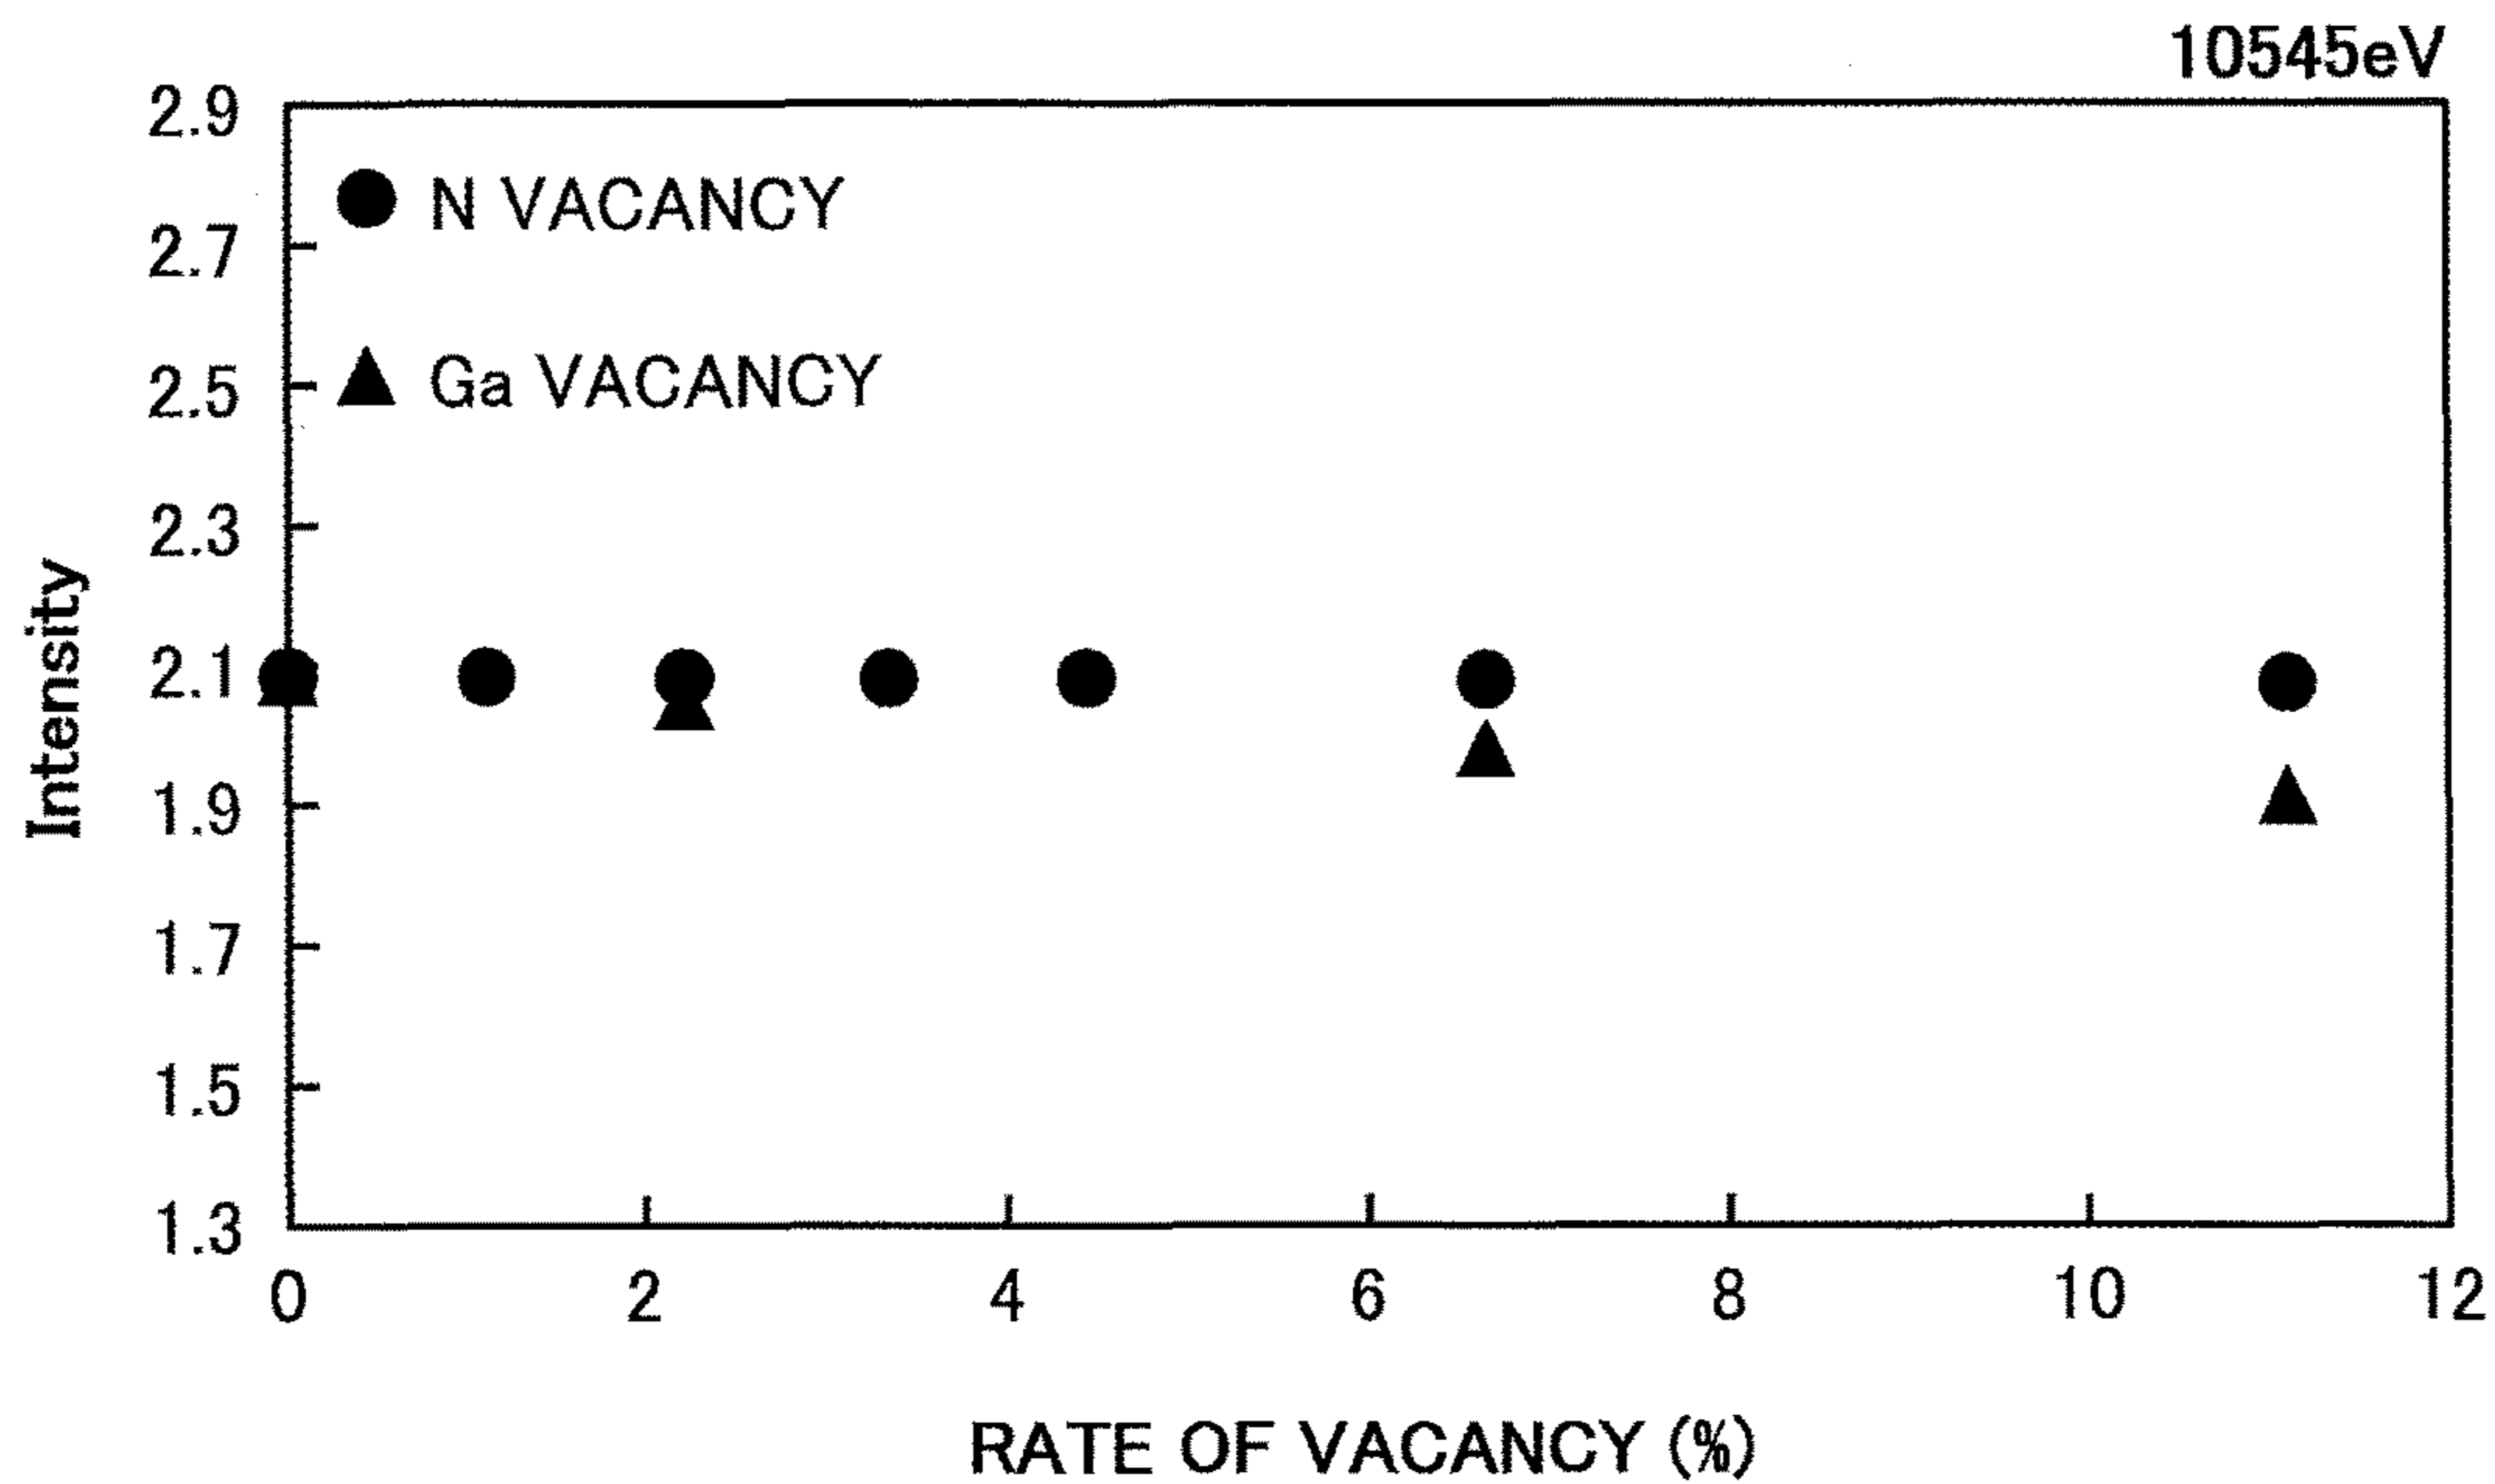 10545eV
2.9
N VACANCY
2.7
Ga VACANCY
2.5
2.3
2.1
1.9
1.7
1.5
1.3
Intensity
0 2 4 6 8 10 12
RATE OF VACANCY (%)